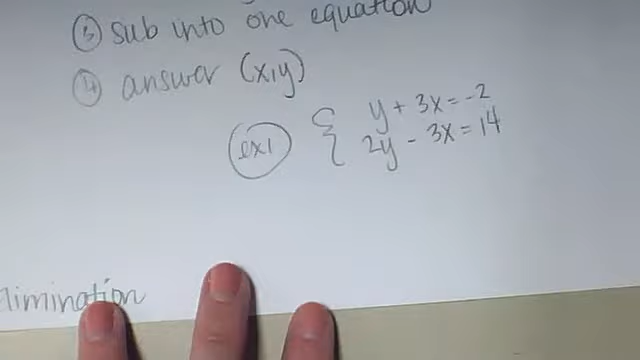 ③ sub into one equation
④ answer (x,y)
ex1 { y + 3x = -2
2y - 3x = 14
limination